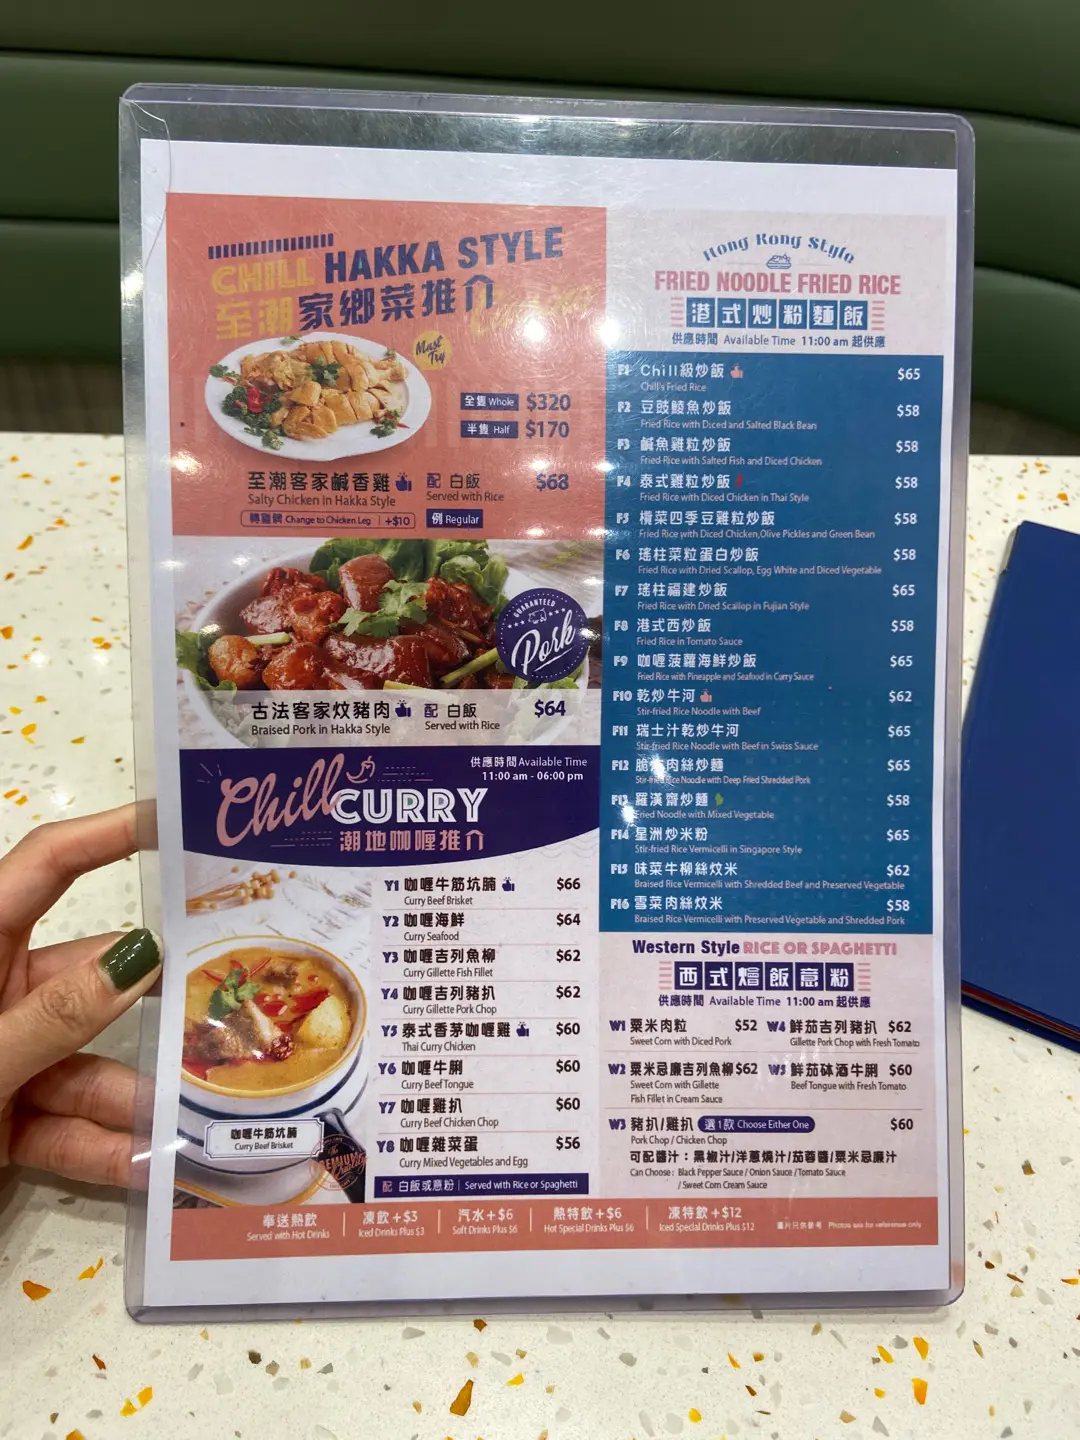 CHILL HAKKA STYLE
至潮家鄉菜推介
Must Try
全隻 Whole $320
半隻 Half $170
至潮客家鹹香雞 配 白飯 $68
Salty Chicken in Hakka Style Served with Rice
轉雞髀 Change to Chicken Leg +$10 例 Regular
GUARANTEED
Pork
古法客家炆豬肉 配 白飯 $64
Braised Pork in Hakka Style Served with Rice
供應時間 Available Time
11:00 am - 06:00 pm
Chill CURRY
潮地咖喱推介
Y1 咖喱牛筋坑腩 $66
Curry Beef Brisket
Y2 咖喱海鮮 $64
Curry Seafood
Y3 咖喱吉列魚柳 $62
Curry Gillette Fish Fillet
Y4 咖喱吉列豬扒 $62
Curry Gillette Pork Chop
Y5 泰式香茅咖喱雞 $60
Thai Curry Chicken
Y6 咖喱牛脷 $60
Curry Beef Tongue
Y7 咖喱雞扒 $60
Curry Beef Chicken Chop
Y8 咖喱雜菜蛋 $56
Curry Mixed Vegetables and Egg
配 白飯或意粉 Served with Rice or Spaghetti
咖喱牛筋坑腩
Curry Beef Brisket
Hong Kong Style
FRIED NOODLE FRIED RICE
港式炒粉麵飯
供應時間 Available Time 11:00 am 起供應
F1 Chill級炒飯 $65
Chill's Fried Rice
F2 豆豉鯪魚炒飯 $58
Fried Rice with Diced and Salted Black Bean
F3 鹹魚雞粒炒飯 $58
Fried Rice with Salted Fish and Diced Chicken
F4 泰式雞粒炒飯 $58
Fried Rice with Diced Chicken in Thai Style
F5 欖菜四季豆雞粒炒飯 $58
Fried Rice with Diced Chicken,Olive Pickles and Green Bean
F6 瑤柱菜粒蛋白炒飯 $58
Fried Rice with Dried Scallop, Egg White and Diced Vegetable
F7 瑤柱福建炒飯 $65
Fried Rice with Dried Scallop in Fujian Style
F8 港式西炒飯 $58
Fried Rice in Tomato Sauce
F9 咖喱菠蘿海鮮炒飯 $65
Fried Rice with Pineapple and Seafood in Curry Sauce
F10 乾炒牛河 $62
Stir-fried Rice Noodle with Beef
F11 瑞士汁乾炒牛河 $65
Stir-fried Rice Noodle with Beef in Swiss Sauce
F12 脆 肉絲炒麵 $65
Stir-fried Rice Noodle with Deep Fried Shredded Pork
F13 羅漢齋炒麵 $58
Fried Noodle with Mixed Vegetable
F14 星洲炒米粉 $65
Stir-fried Rice Vermicelli in Singapore Style
F15 味菜牛柳絲炆米 $62
Braised Rice Vermicelli with Shredded Beef and Preserved Vegetable
F16 雪菜肉絲炆米 $58
Braised Rice Vermicelli with Preserved Vegetable and Shredded Pork
Western Style RICE OR SPAGHETTI
西式燴飯意粉
供應時間 Available Time 11:00 am 起供應
W1 粟米肉粒 $52
Sweet Corn with Diced Pork
W2 粟米忌廉吉列魚柳 $62
Sweet Corn with Gillette
Fish Fillet in Cream Sauce
W4 鮮茄吉列豬扒 $62
Gillette Pork Chop with Fresh Tomato
W5 鮮茄砵酒牛脷 $60
Beef Tongue with Fresh Tomato
W3 豬扒/雞扒 選1款 Choose Either One $60
Pork Chop / Chicken Chop
可配醬汁：黑椒汁/洋蔥燒汁/茄蓉醬/粟米忌廉汁
Can Choose : Black Pepper Sauce / Onion Sauce / Tomato Sauce
/ Sweet Corn Cream Sauce
奉送熱飲 凍飲+$3 汽水+$6 熱特飲+$6 凍特飲+$12
Served with Hot Drinks Iced Drinks Plus $3 Soft Drinks Plus $6 Hot Special Drinks Plus $6 Iced Special Drinks Plus $12
圖片只供參考 Photos are for reference only